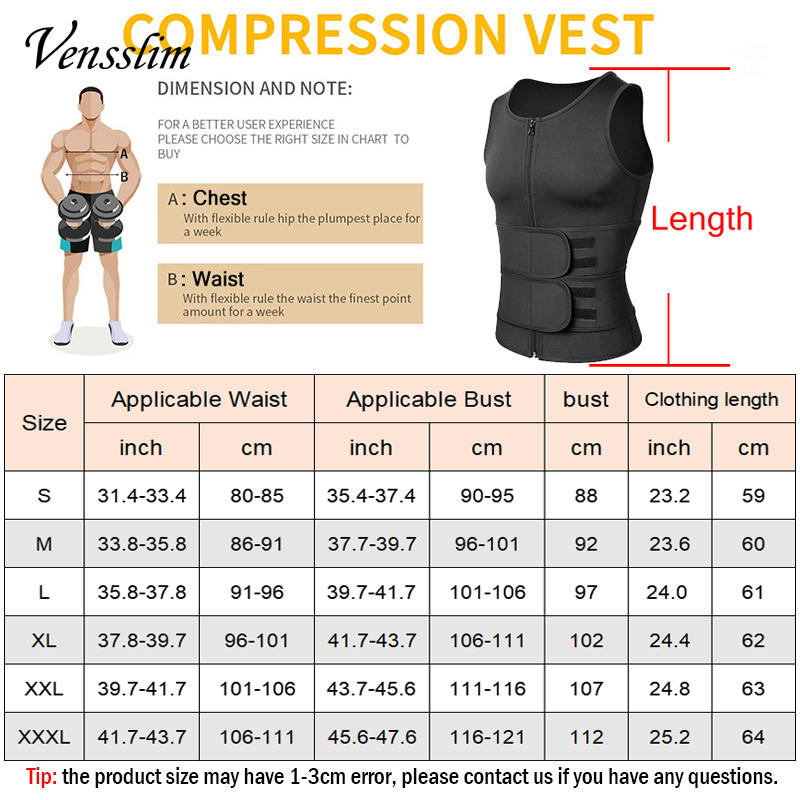 Vensslim
COMPRESSION VEST
DIMENSION AND NOTE:
FOR A BETTER USER EXPERIENCE
PLEASE CHOOSE THE RIGHT SIZE IN CHART TO
BUY
A
B
A : Chest
With flexible rule hip the plumpest place for
a week
B : Waist
With flexible rule the waist the finest point
amount for a week
Length
Size Applicable Waist Applicable Bust bust Clothing length
inch cm inch cm cm inch cm
S 31.4-33.4 80-85 35.4-37.4 90-95 88 23.2 59
M 33.8-35.8 86-91 37.7-39.7 96-101 92 23.6 60
L 35.8-37.8 91-96 39.7-41.7 101-106 97 24.0 61
XL 37.8-39.7 96-101 41.7-43.7 106-111 102 24.4 62
XXL 39.7-41.7 101-106 43.7-45.6 111-116 107 24.8 63
XXXL 41.7-43.7 106-111 45.6-47.6 116-121 112 25.2 64
Tip: the product size may have 1-3cm error, please contact us if you have any questions.